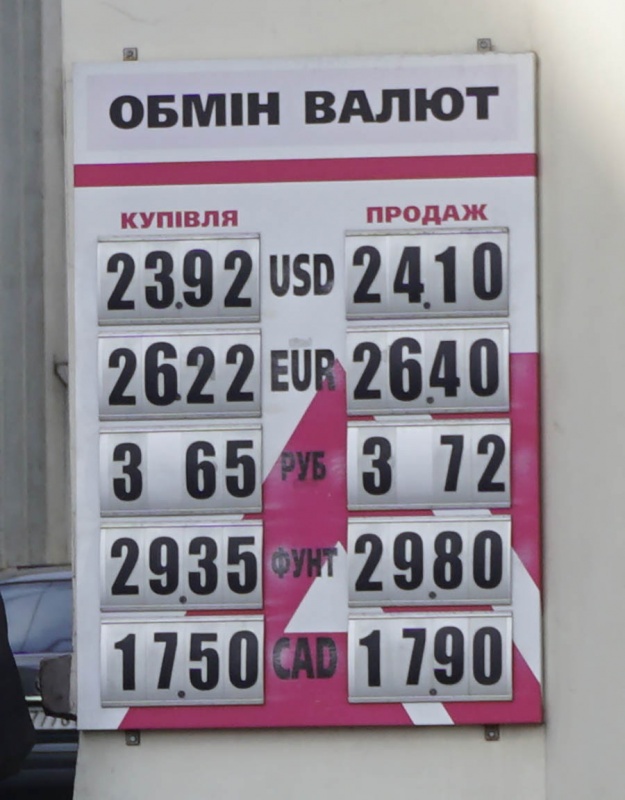 ОБМІН ВАЛЮТ
КУПІВЛЯ ПРОДАЖ
23.92 USD 24.10
26.22 EUR 26.40
3 65 РУБ 3 72
29.35 ФУНТ 29.80
17.50 CAD 17.90